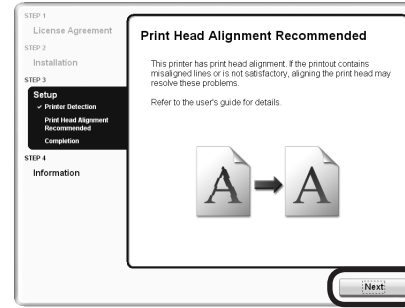 STEP 1
License Agreement
STEP 2
Installation
STEP 3
Setup
✓ Printer Detection
Print Head Alignment
Recommended
Completion
STEP 4
Information
Print Head Alignment Recommended
This printer has print head alignment. If the printout contains
misaligned lines or is not satisfactory, aligning the print head may
resolve these problems.
Refer to the user's guide for details.
A
A
Next